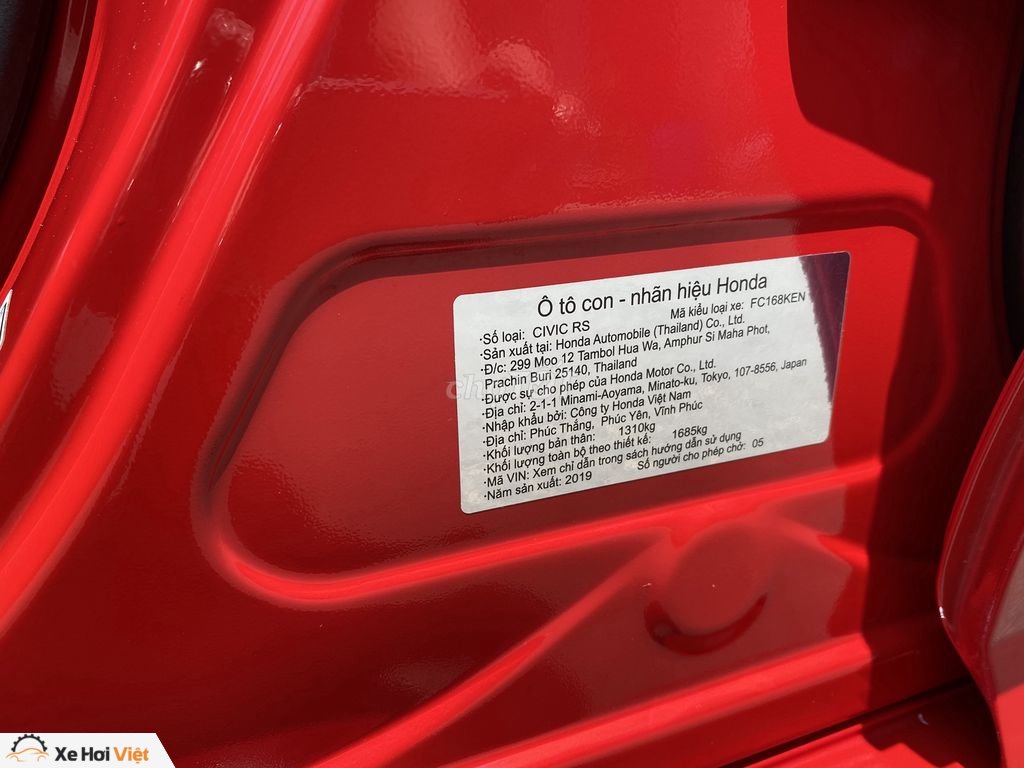 Ô tô con - nhãn hiệu Honda
·Số loại: CIVIC RS Mã kiểu loại xe: FC168KEN
·Sản xuất tại: Honda Automobile (Thailand) Co., Ltd.
·Đ/c: 299 Moo 12 Tambol Hua Wa, Amphur Si Maha Phot,
Prachin Buri 25140, Thailand
·Được sự cho phép của Honda Motor Co., Ltd.
·Địa chỉ: 2-1-1 Minami-Aoyama, Minato-ku, Tokyo, 107-8556, Japan
·Nhập khẩu bởi: Công ty Honda Việt Nam
·Địa chỉ: Phúc Thắng, Phúc Yên, Vĩnh Phúc
·Khối lượng bản thân: 1310kg
·Khối lượng toàn bộ theo thiết kế: 1685kg
·Mã VIN: Xem chỉ dẫn trong sách hướng dẫn sử dụng
·Năm sản xuất: 2019 Số người cho phép chở: 05
Xe Hơi Việt